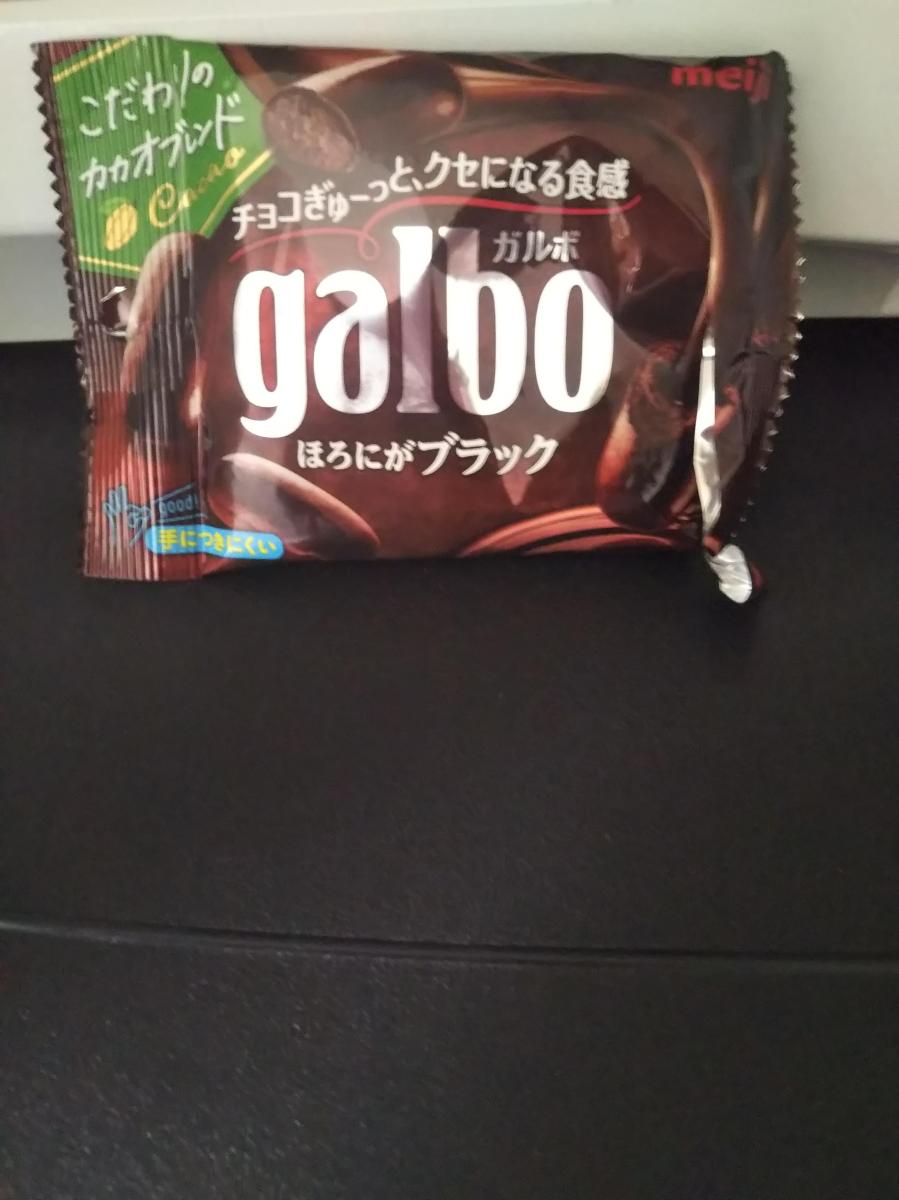 meiji
こだわりの
カカオブレンド
Cacao
チョコぎゅーっと、クセになる食感
ガルボ
galbo
ほろにがブラック
good!
手につきにくい